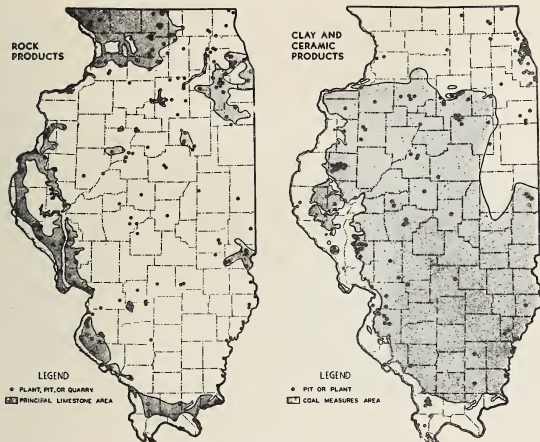 ROCK
PRODUCTS
LEGEND
PLANT, PIT, OR QUARRY
PRINCIPAL LIMESTONE AREA
CLAY AND
CERAMIC
PRODUCTS
LEGEND
PIT OR PLANT
COAL MEASURES AREA